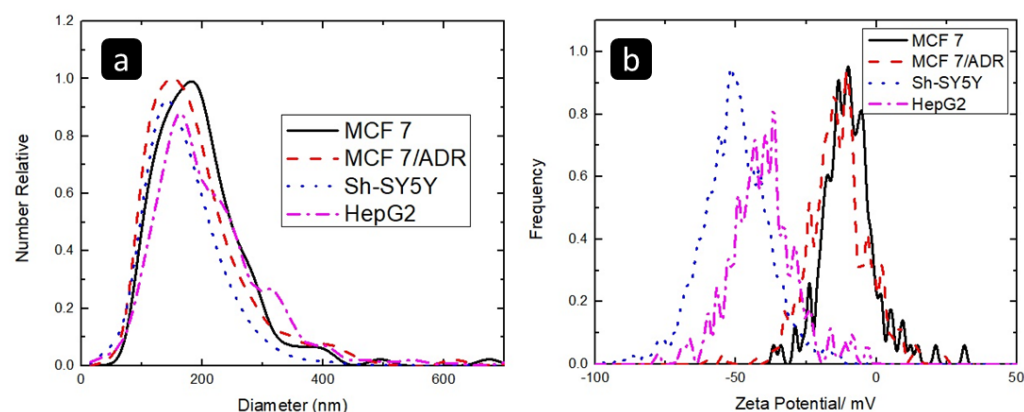 a
1.2
1.0
0.8
0.6
0.4
0.2
0.0
0
200
400
600
Number Relative
Diameter (nm)
MCF 7
MCF 7/ADR
Sh-SY5Y
HepG2
b
1.0
0.8
0.6
0.4
0.2
0.0
-100
-50
0
50
Frequency
Zeta Potential/ mV
MCF 7
MCF 7/ADR
Sh-SY5Y
HepG2